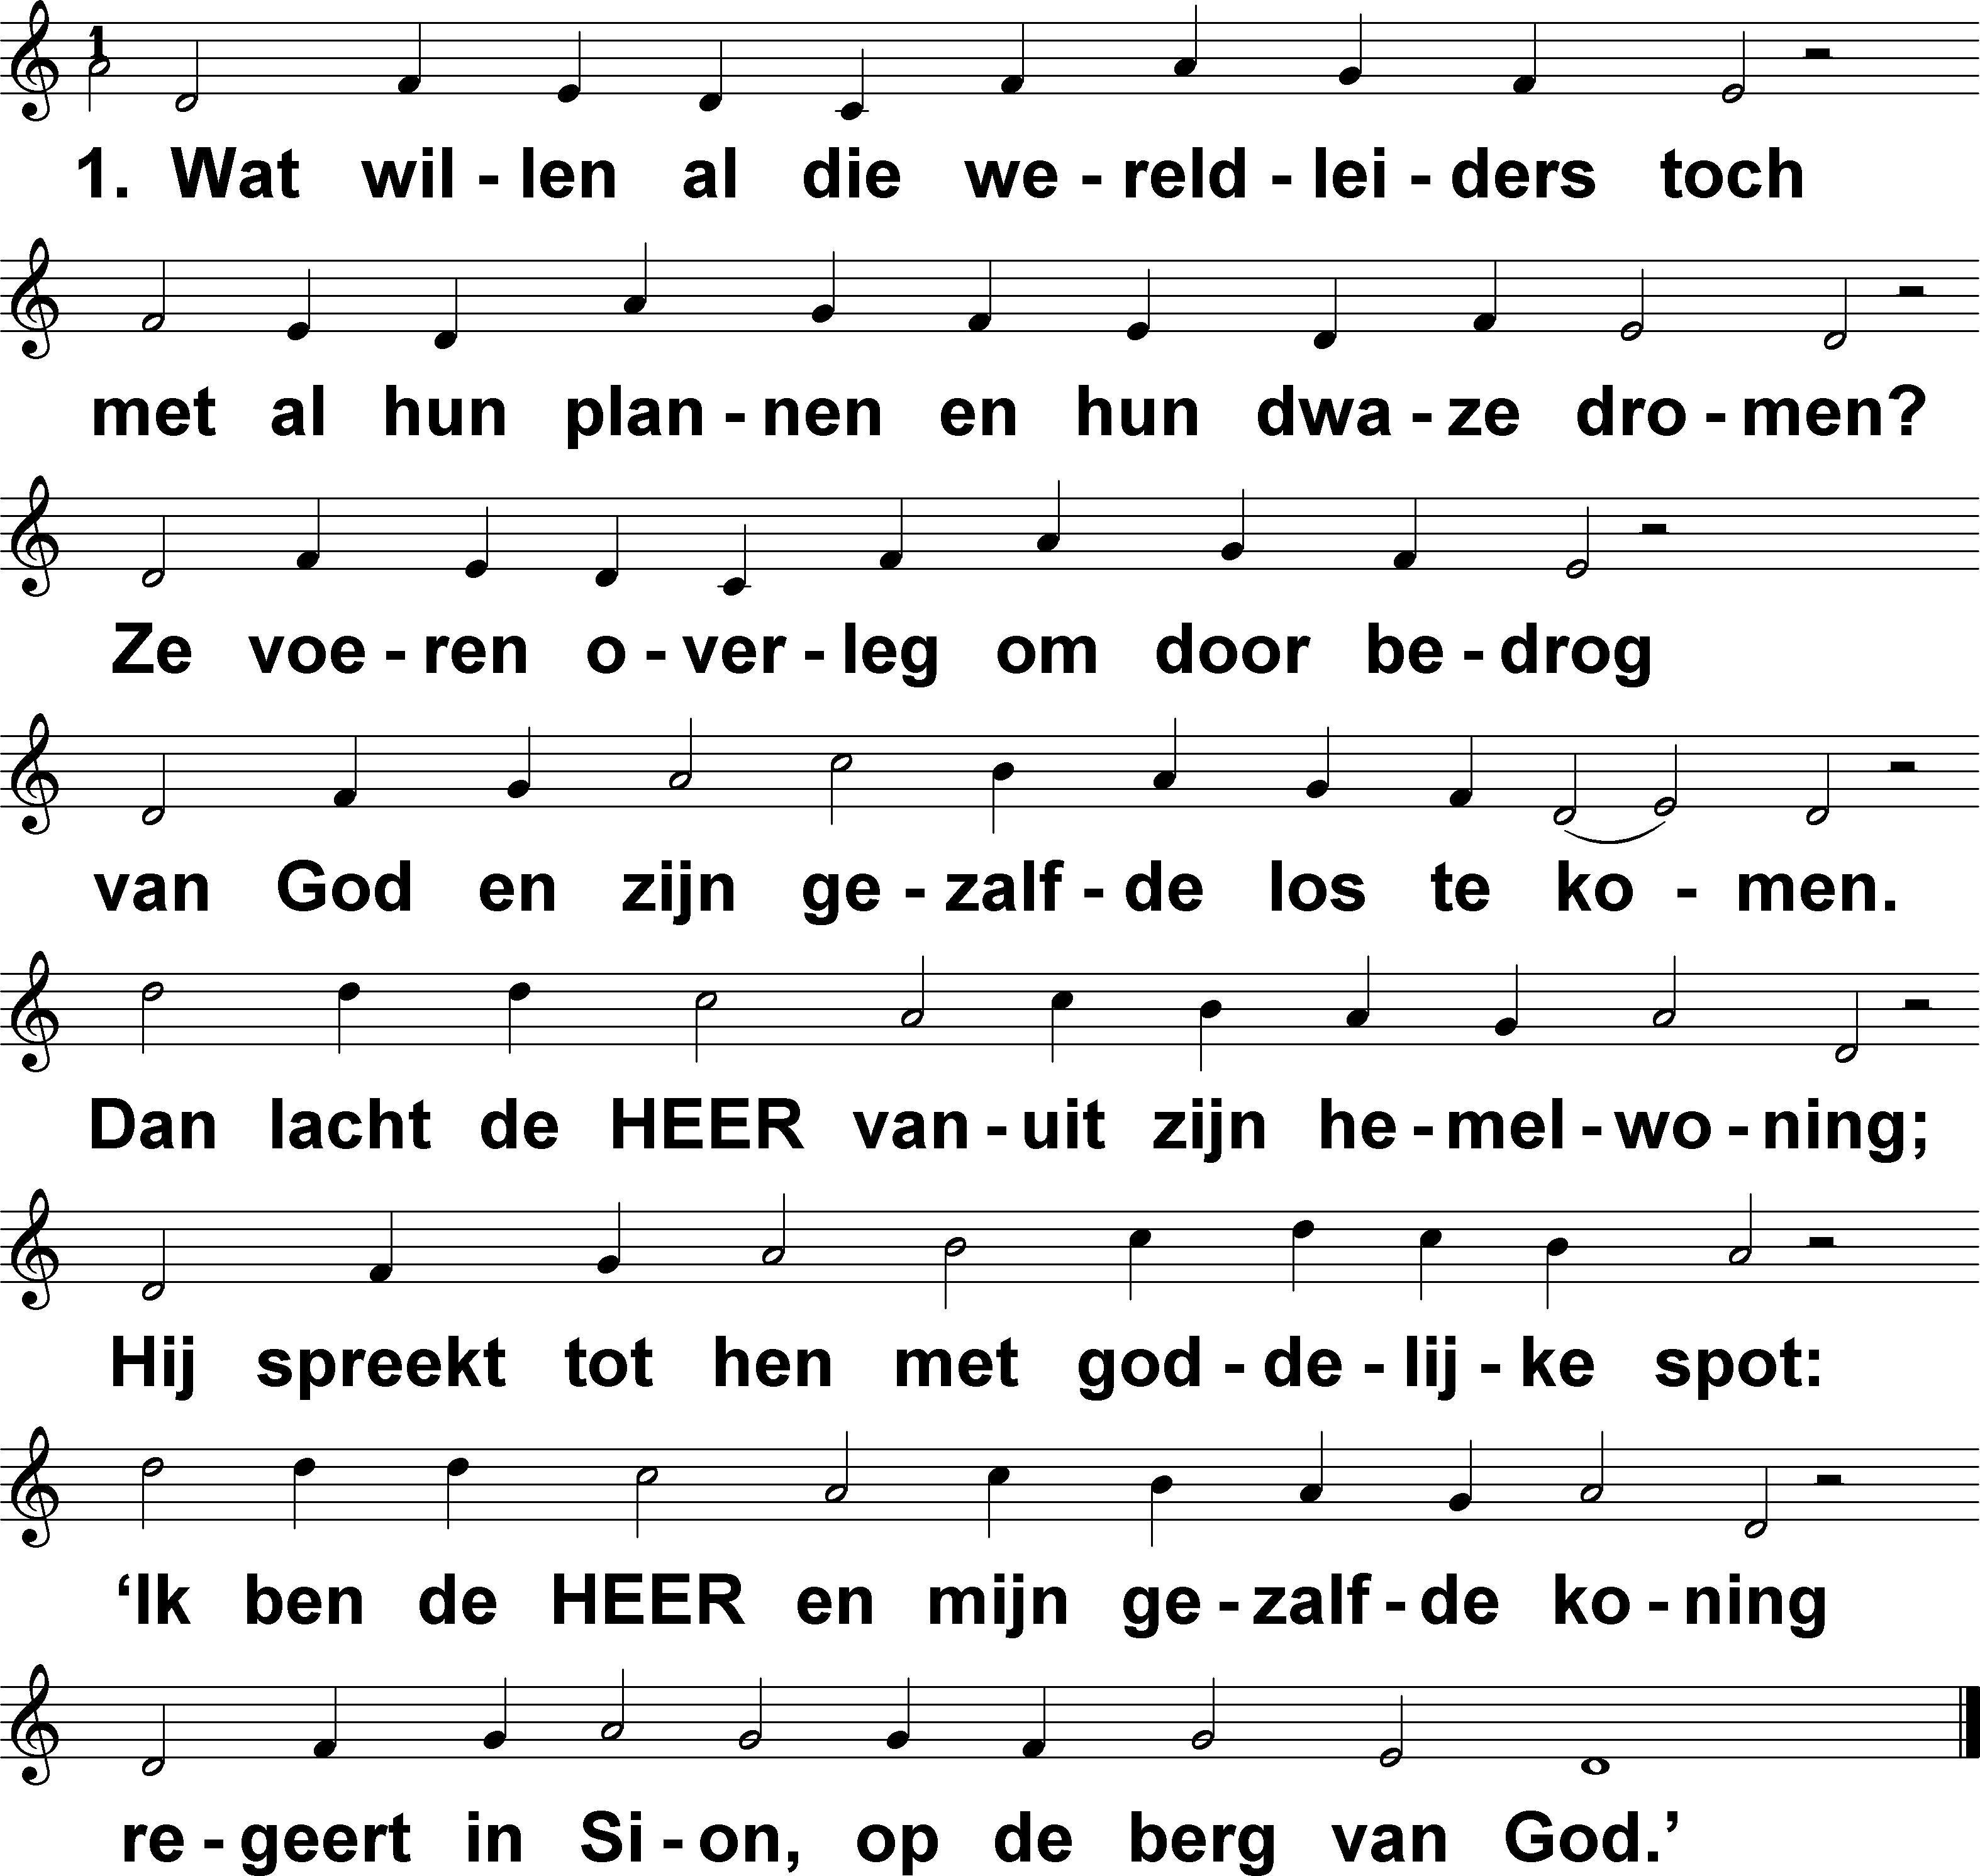 1
1. Wat wil - len al die we - reld - lei - ders toch
met al hun plan - nen en hun dwa - ze dro - men?
Ze voe - ren o - ver - leg om door be - drog
van God en zijn ge - zalf - de los te ko - men.
Dan lacht de HEER van - uit zijn he - mel - wo - ning;
Hij spreekt tot hen met god - de - lij - ke spot:
‘Ik ben de HEER en mijn ge - zalf - de ko - ning
re - geert in Si - on, op de berg van God.’